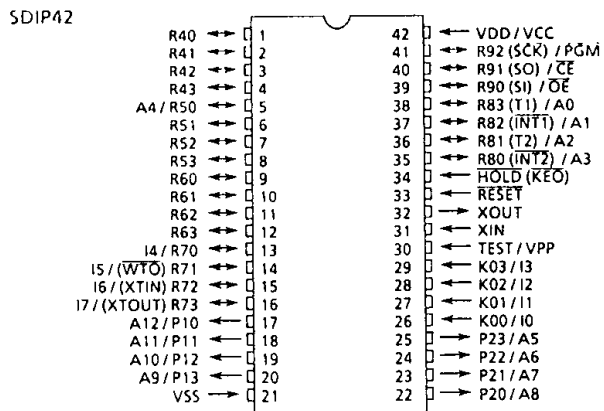 SDIP42
R40 1 42 VDD / VCC
R41 2 41 R92 (SCK) / PGM
R42 3 40 R91 (SO) / CE
R43 4 39 R90 (SI) / OE
A4 / R50 5 38 R83 (T1) / A0
R51 6 37 R82 (INT1) / A1
R52 7 36 R81 (T2) / A2
R53 8 35 R80 (INT2) / A3
R60 9 34 HOLD (KEO)
R61 10 33 RESET
R62 11 32 XOUT
R63 12 31 XIN
I4 / R70 13 30 TEST / VPP
I5 / (WTO) R71 14 29 K03 / I3
I6 / (XTIN) R72 15 28 K02 / I2
I7 / (XTOUT) R73 16 27 K01 / I1
A12 / P10 17 26 K00 / I0
A11 / P11 18 25 P23 / A5
A10 / P12 19 24 P22 / A6
A9 / P13 20 23 P21 / A7
VSS 21 22 P20 / A8